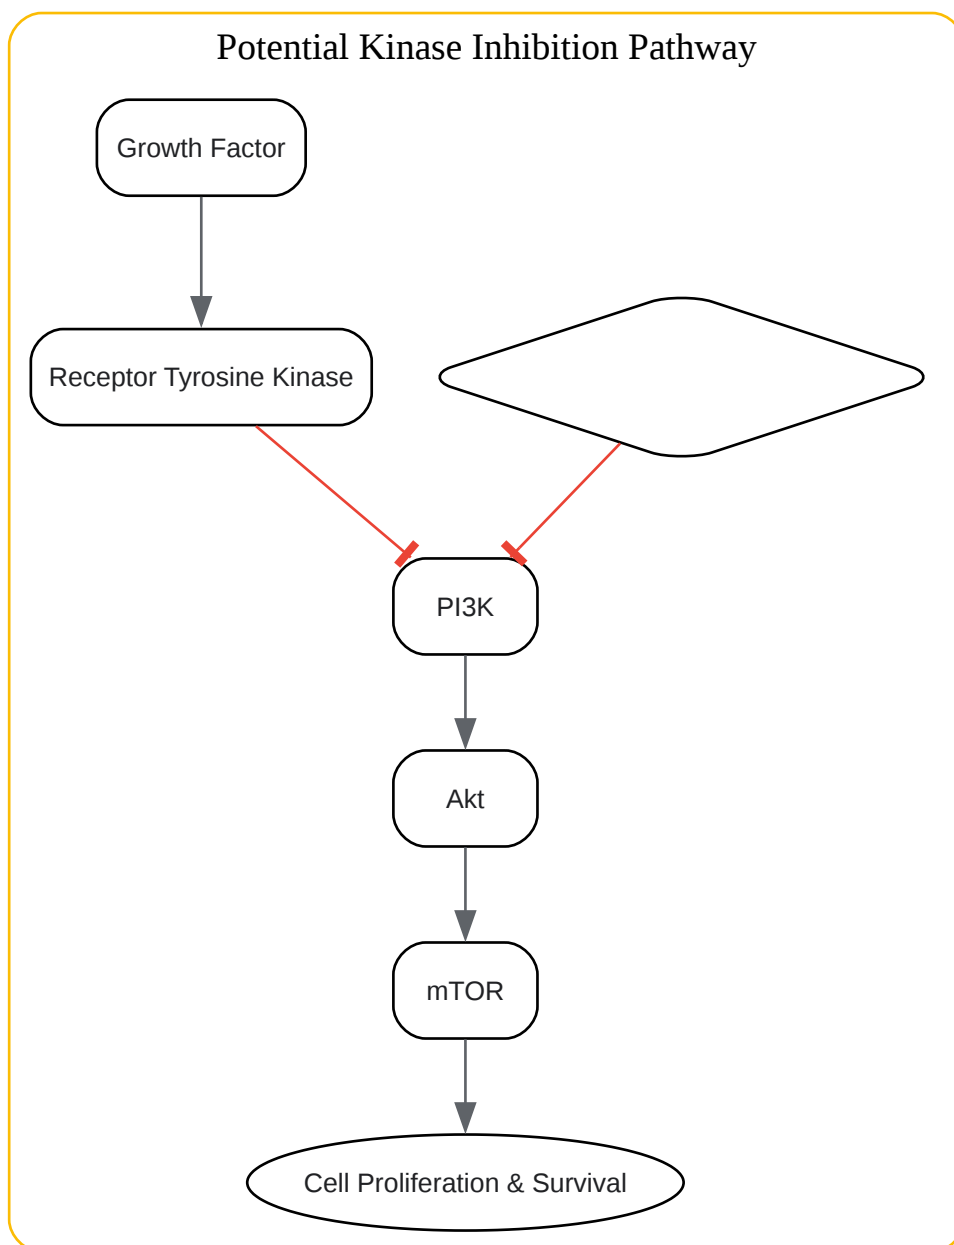 Potential Kinase Inhibition Pathway
Growth Factor
Receptor Tyrosine Kinase
PI3K
Akt
mTOR
Cell Proliferation & Survival